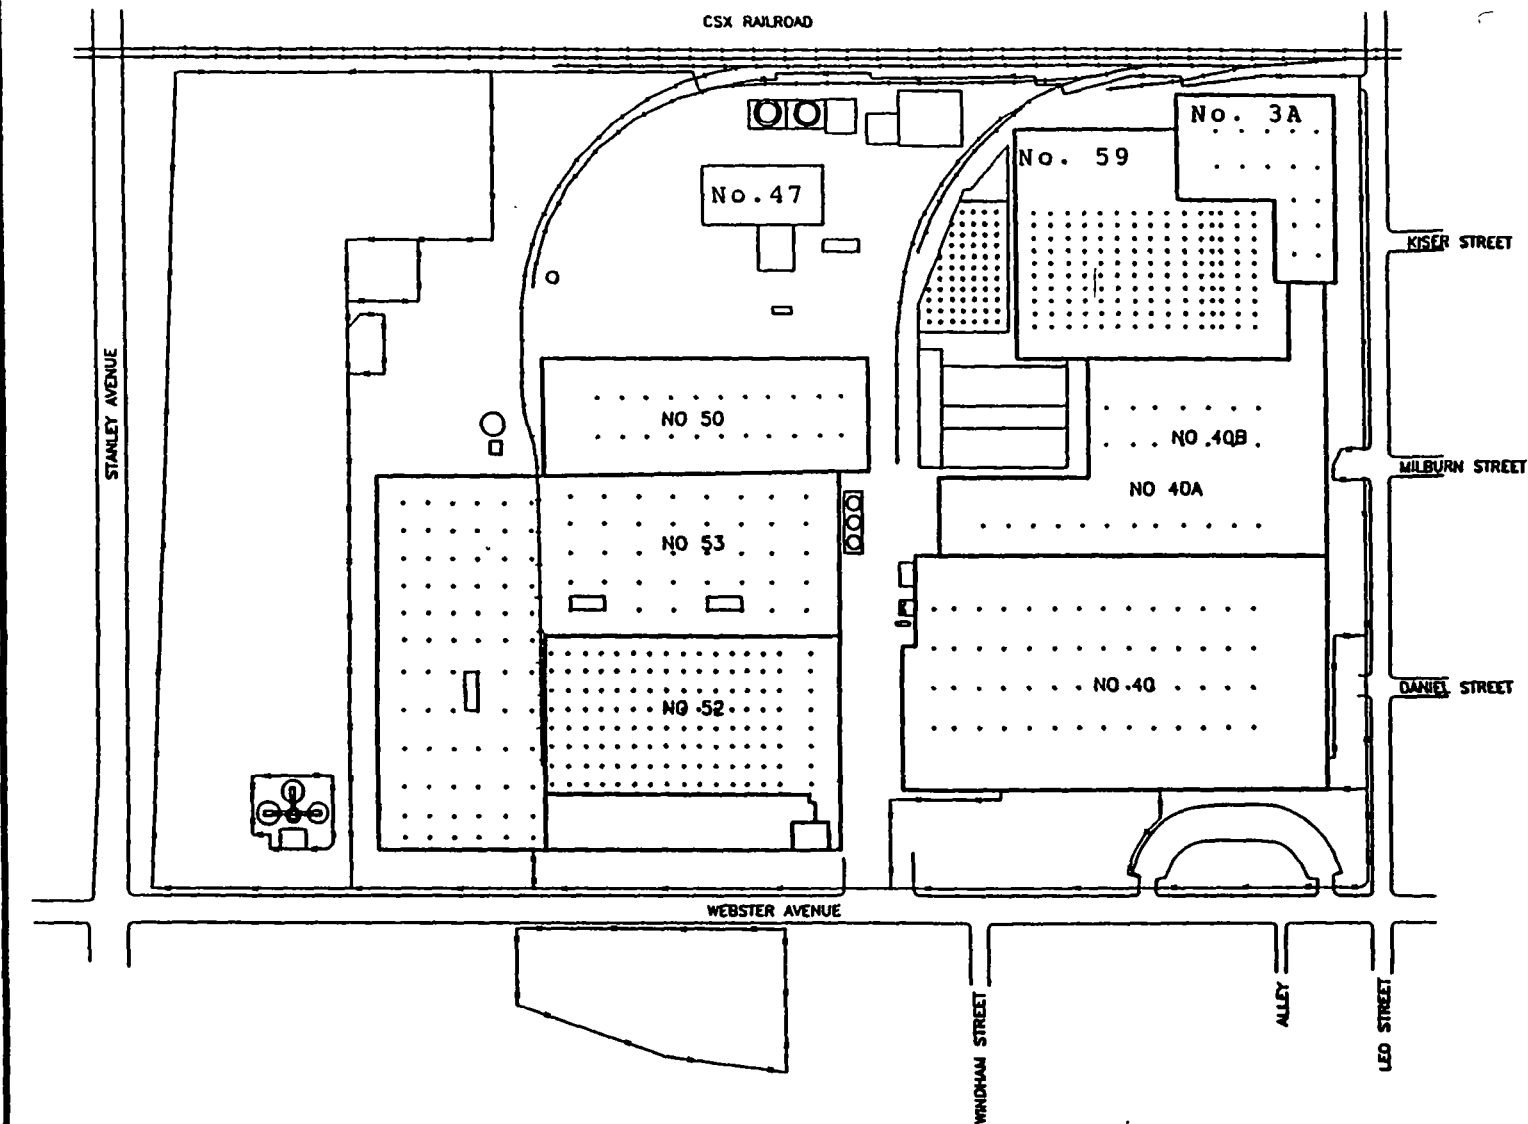 CSX RAILROAD
No. 3A
No. 59
No.47
KISER STREET
STANLEY AVENUE
NO 50
NO 40B
MILBURN STREET
NO 40A
NO 53
NO 40
DANIEL STREET
NO 52
WEBSTER AVENUE
WINDHAM STREET
ALLEY
LEO STREET